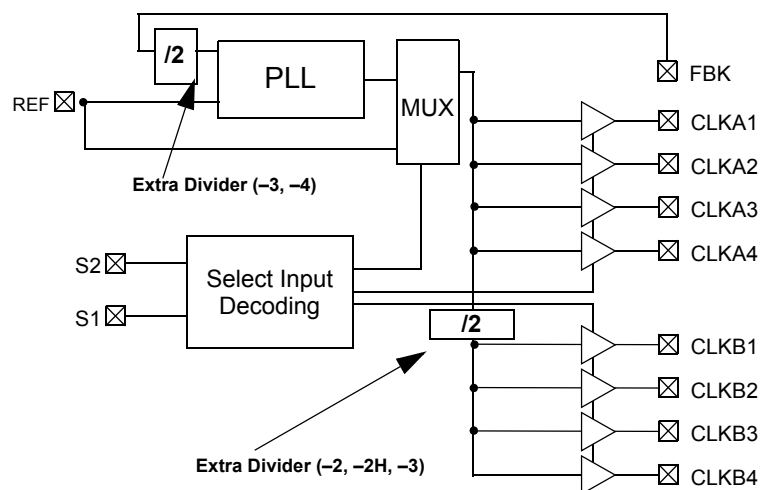 /2
PLL
MUX
FBK
REF
CLKA1
CLKA2
CLKA3
CLKA4
Extra Divider (–3, –4)
S2
S1
Select Input
Decoding
/2
CLKB1
CLKB2
CLKB3
CLKB4
Extra Divider (–2, –2H, –3)